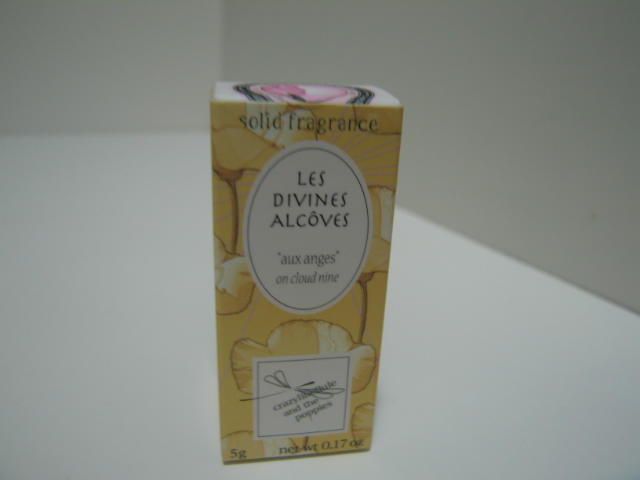 solid fragrance
LES
DIVINES
ALCÔVES
"aux anges"
on cloud nine
crazylibellule
and the
poppies
5g net wt 0.17 oz